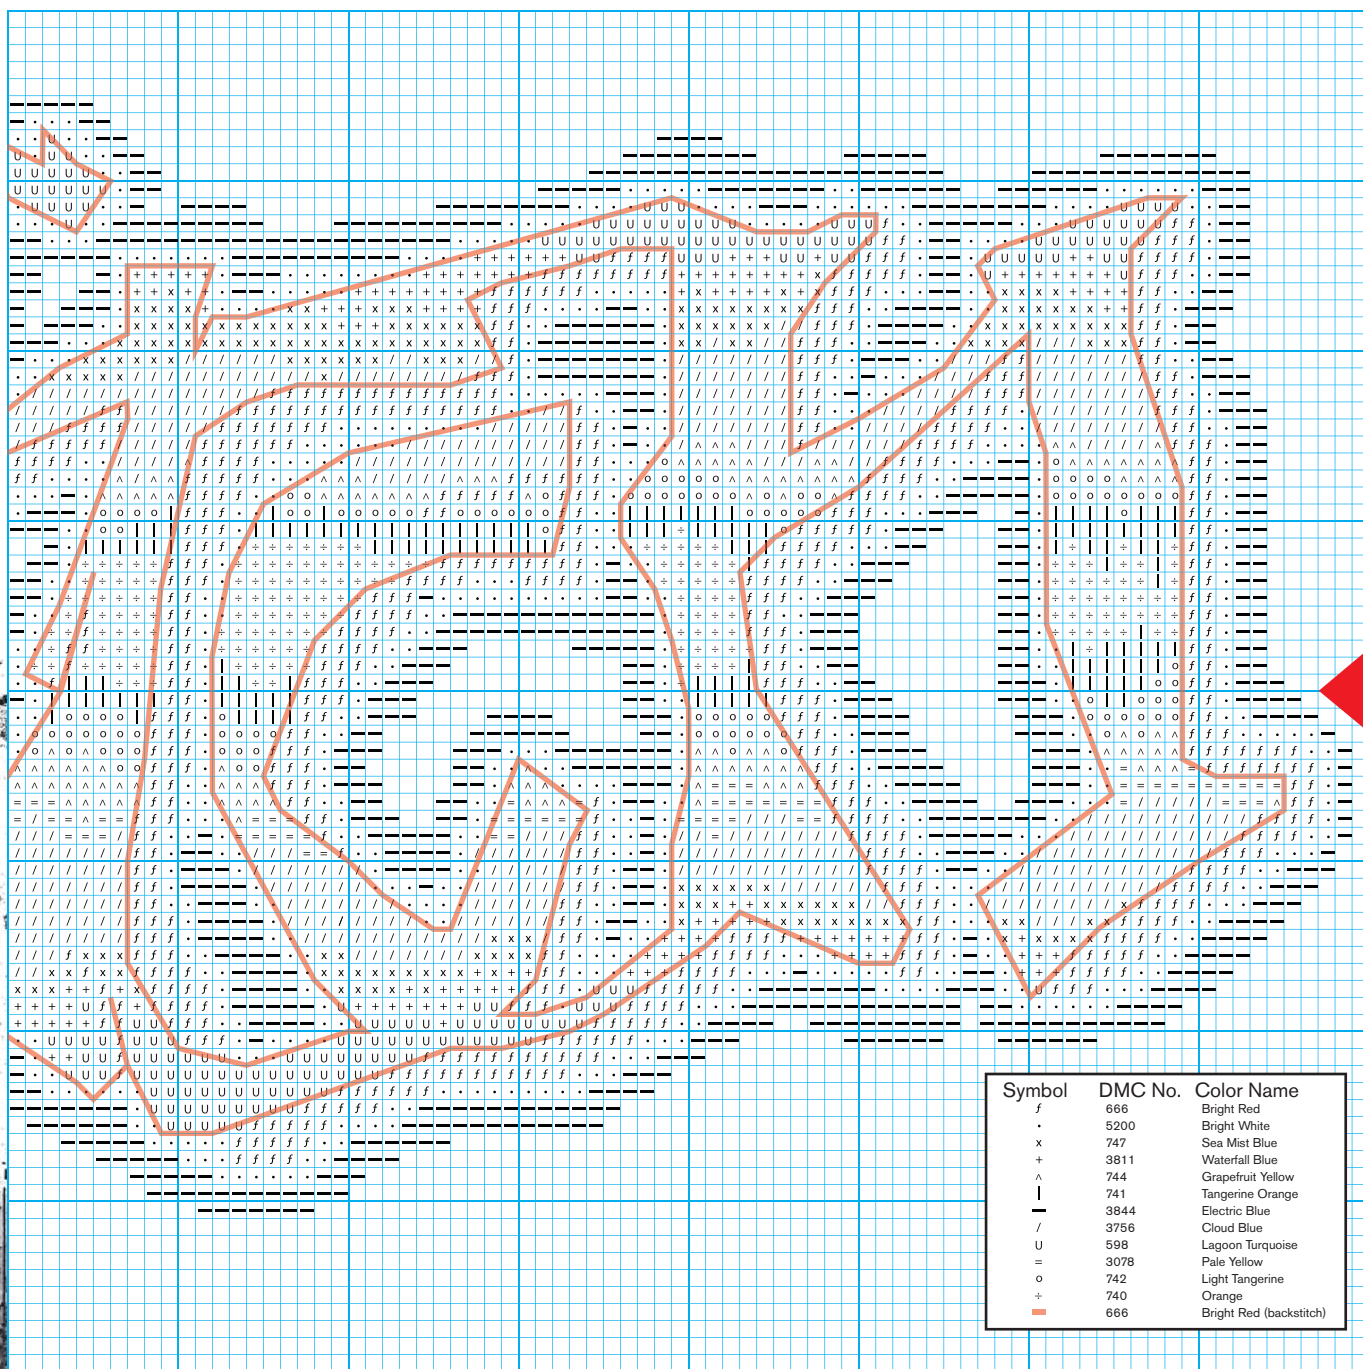 Symbol DMC No. Color Name
f 666 Bright Red
• 5200 Bright White
x 747 Sea Mist Blue
+ 3811 Waterfall Blue
^ 744 Grapefruit Yellow
| 741 Tangerine Orange
— 3844 Electric Blue
/ 3756 Cloud Blue
U 598 Lagoon Turquoise
= 3078 Pale Yellow
o 742 Light Tangerine
÷ 740 Orange
666 Bright Red (backstitch)